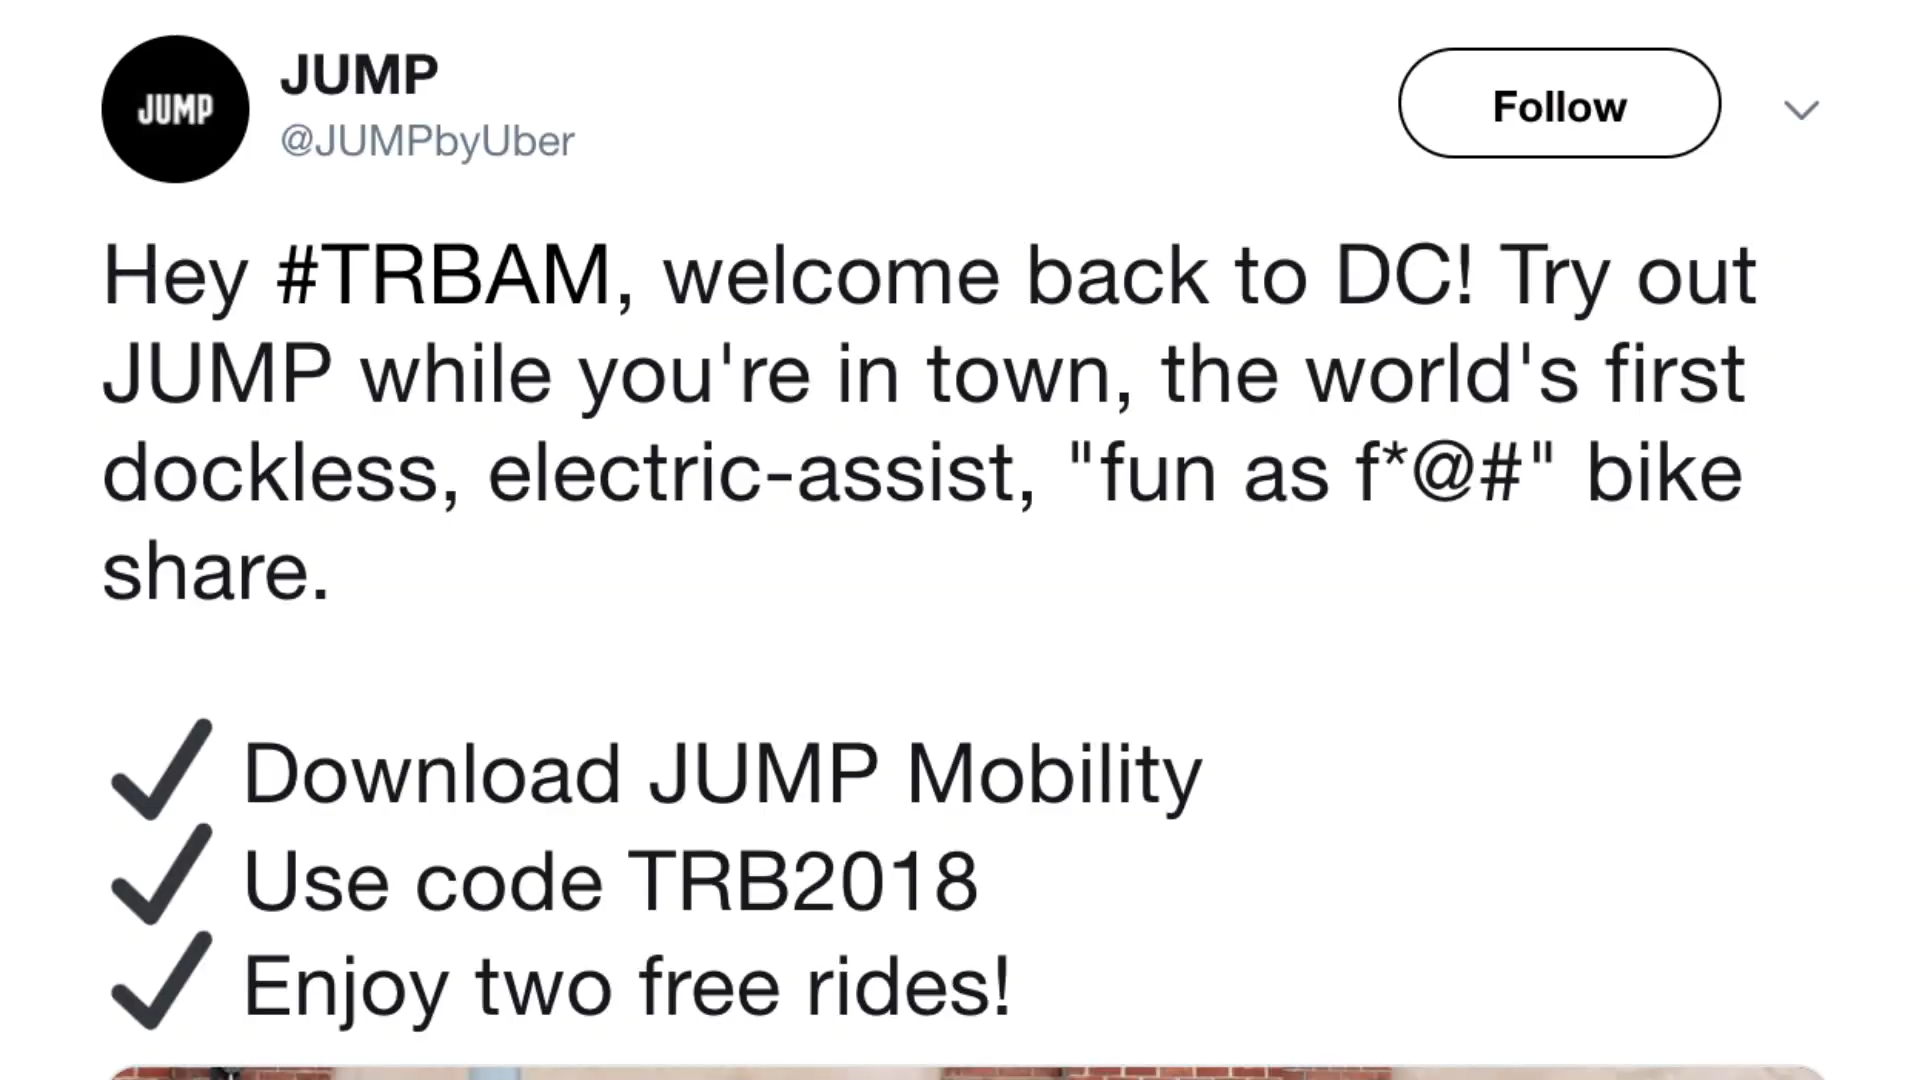 JUMP
JUMP
@JUMPbyUber
Follow
Hey #TRBAM, welcome back to DC! Try out
JUMP while you're in town, the world's first
dockless, electric-assist, "fun as f*@#" bike
share.
✔ Download JUMP Mobility
✔ Use code TRB2018
✔ Enjoy two free rides!